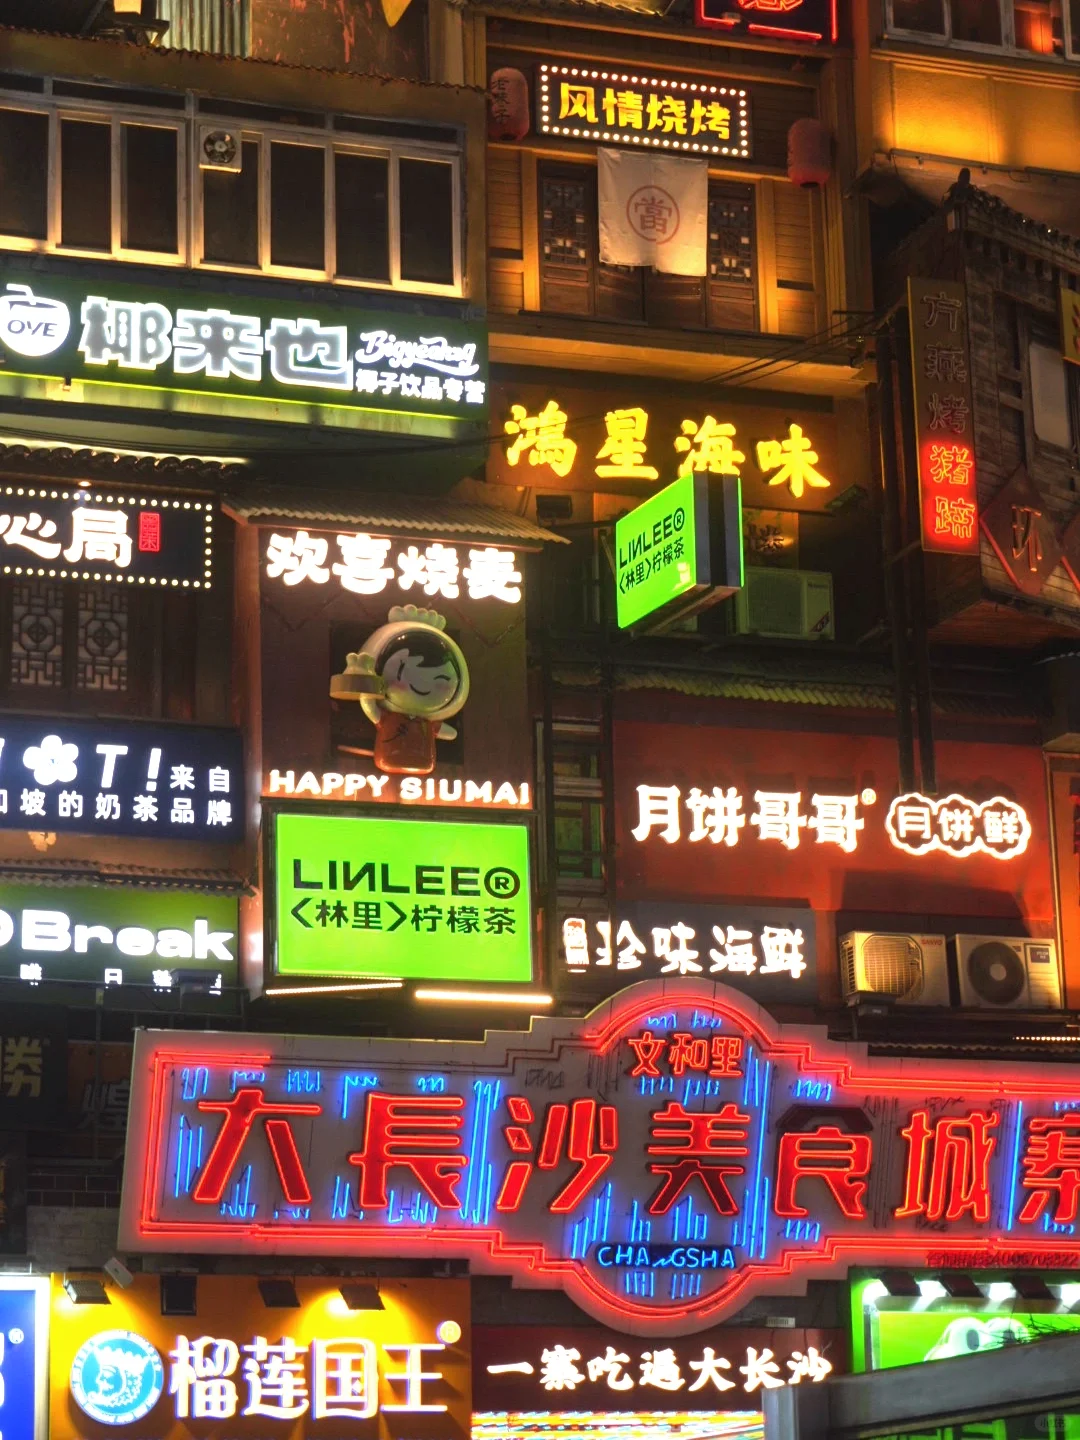 风情烧烤
當
OVE
椰来也
椰子饮品专营
方燕烤猪蹄
鸿星海味
LINLEE®
<林里>柠檬茶
心局
欢喜烧麦
HAPPY SIUMAI
T!来自
坡的奶茶品牌
月饼哥哥®
月饼鲜
LINLEE®
<林里>柠檬茶
Break
珍味海鲜
文和里
大長沙美食城寨
CHANGSHA
榴莲国王®
一寨吃遍大长沙